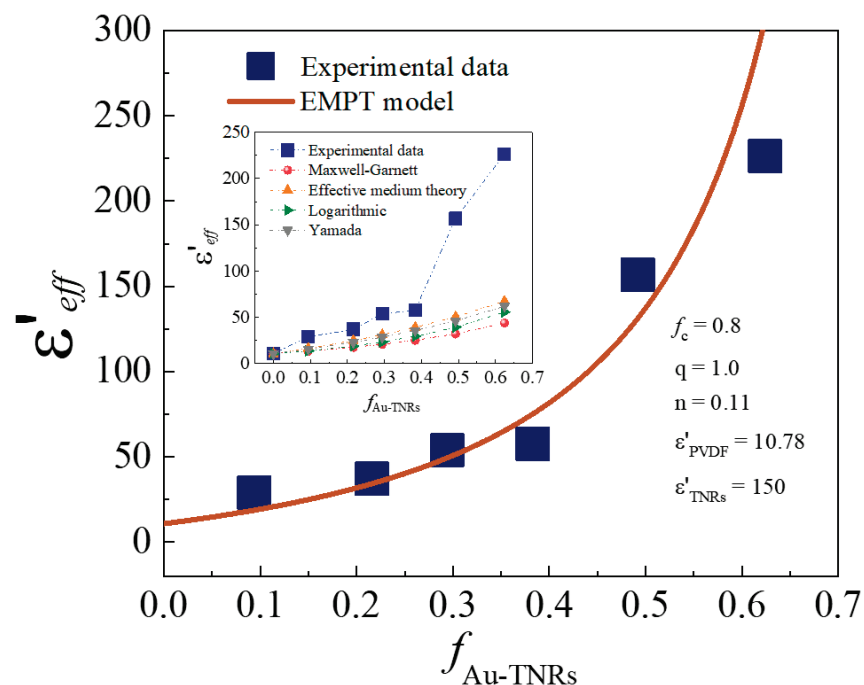 300
250
200
150
100
50
0
ε'eff
Experimental data
EMPT model
250
200
150
100
50
0
ε'eff
Experimental data
Maxwell-Garnett
Effective medium theory
Logarithmic
Yamada
0.0 0.1 0.2 0.3 0.4 0.5 0.6 0.7
fAu-TNRs
fc = 0.8
q = 1.0
n = 0.11
ε'PVDF = 10.78
ε'TNRs = 150
0.0 0.1 0.2 0.3 0.4 0.5 0.6 0.7
fAu-TNRs